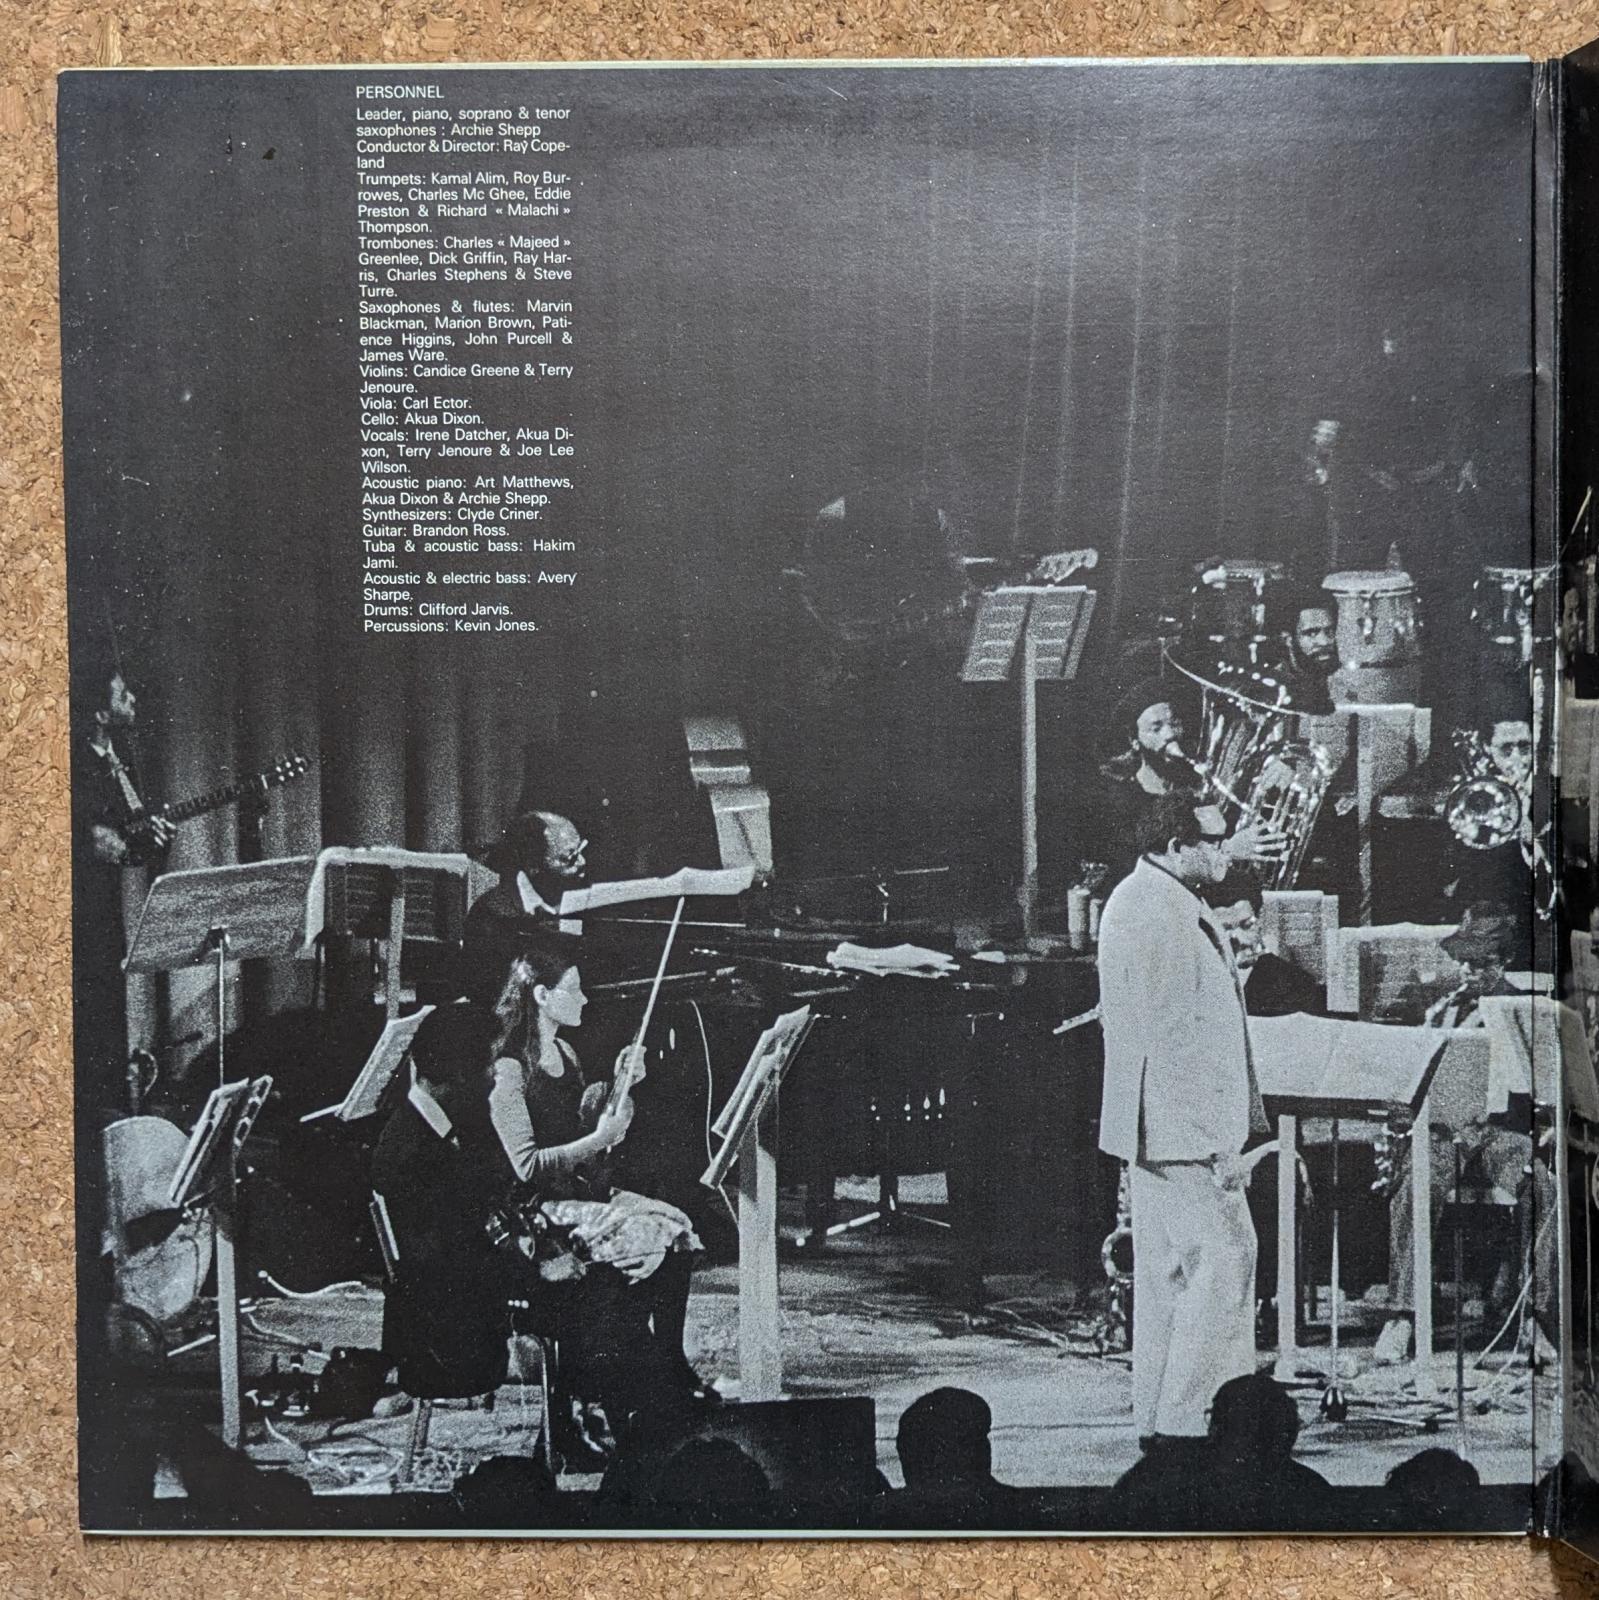 PERSONNEL
Leader, piano, soprano & tenor
saxophones : Archie Shepp
Conductor & Director: Ray Cope-
land
Trumpets: Kamal Alim, Roy Bur-
rowes, Charles Mc Ghee, Eddie
Preston & Richard « Malachi »
Thompson.
Trombones: Charles « Majeed »
Greenlee, Dick Griffin, Ray Har-
ris, Charles Stephens & Steve
Turre.
Saxophones & flutes: Marvin
Blackman, Marion Brown, Pati-
ence Higgins, John Purcell &
James Ware.
Violins: Candice Greene & Terry
Jenoure.
Viola: Carl Ector.
Cello: Akua Dixon.
Vocals: Irene Datcher, Akua Di-
xon, Terry Jenoure & Joe Lee
Wilson.
Acoustic piano: Art Matthews,
Akua Dixon & Archie Shepp.
Synthesizers: Clyde Criner.
Guitar: Brandon Ross.
Tuba & acoustic bass: Hakim
Jami.
Acoustic & electric bass: Avery
Sharpe.
Drums: Clifford Jarvis.
Percussions: Kevin Jones.